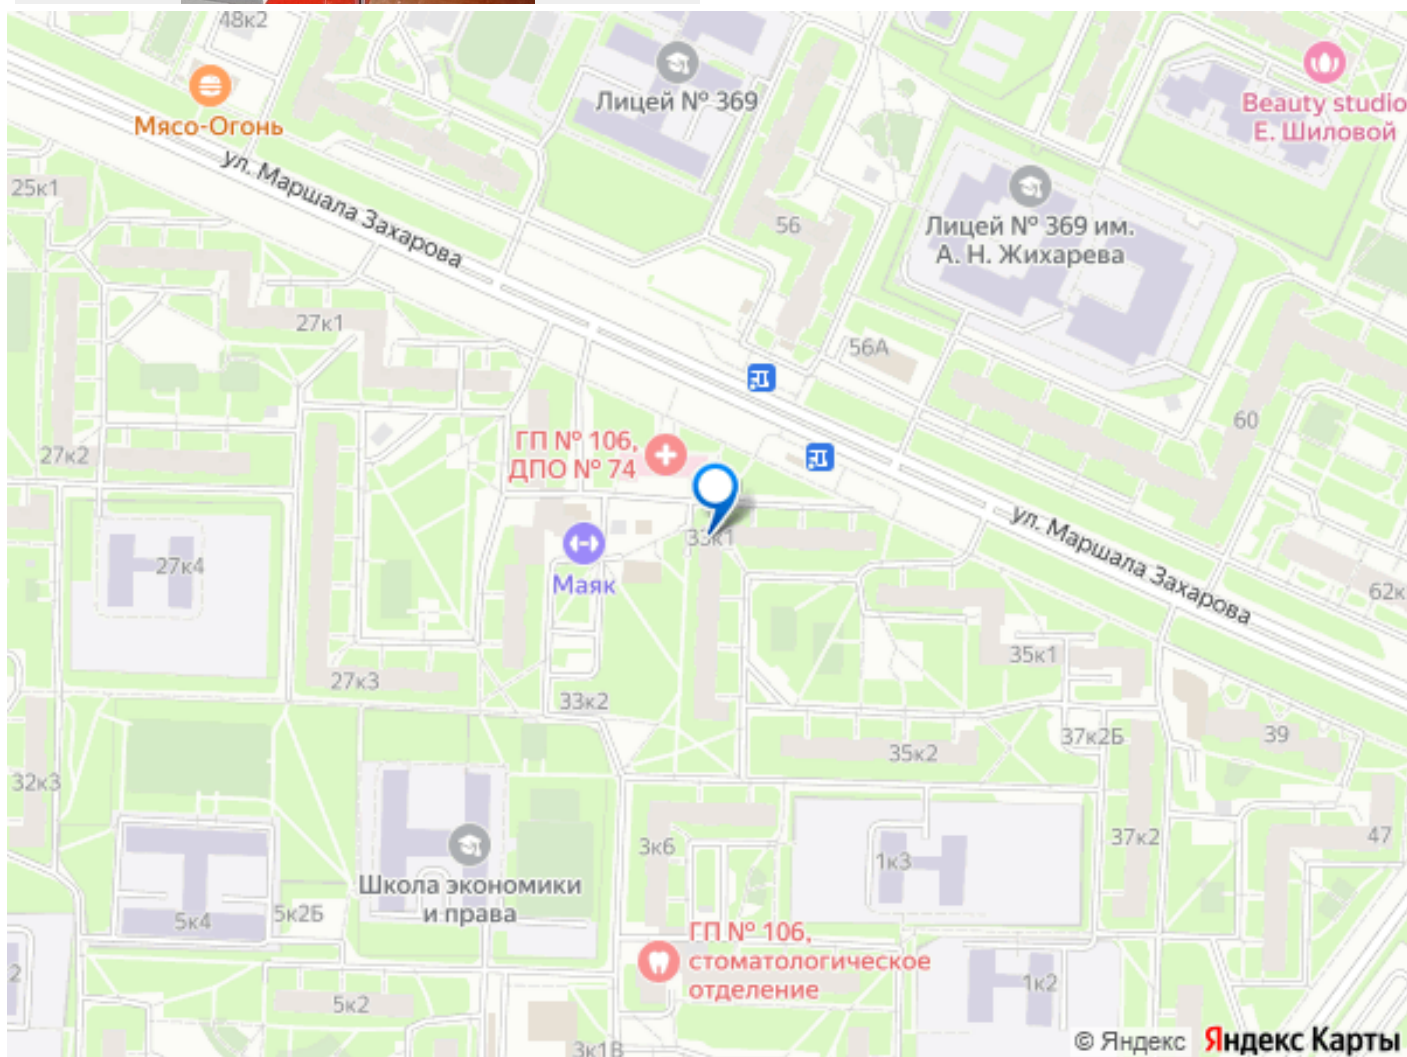 48к2
Лицей № 369
Beauty studio
Е. Шиловой
Мясо-Огонь
ул. Маршала Захарова
25к1
56
Лицей № 369 им.
А. Н. Жихарева
27к1
56А
60
27к2
ГП № 106,
ДПО № 74
33к1
ул. Маршала Захарова
27к4
Маяк
62к
35к1
27к3
33к2
37к2Б
39
35к2
32к3
37к2
47
3к6
1к3
Школа экономики
и права
5к4
5к2Б
ГП № 106,
стоматологическое
отделение
2
1к2
5к2
3к1В
© Яндекс Яндекс Карты